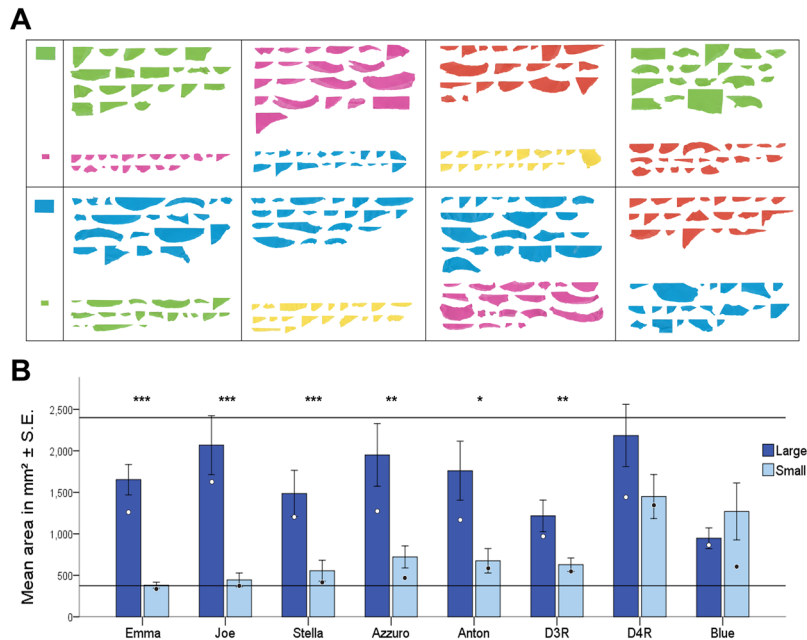 A
B
Mean area in mm² ± S.E.
2,500
2,000
1,500
1,000
500
0
*** *** *** ** * **
Large
Small
Emma Joe Stella Azzuro Anton D3R D4R Blue